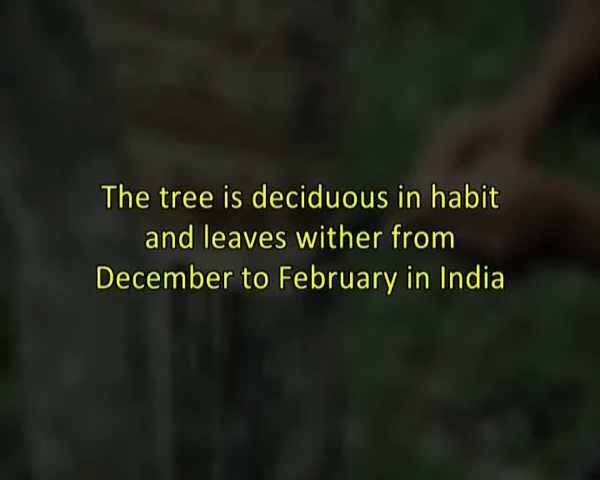 The tree is deciduous in habit
and leaves wither from
December to February in India